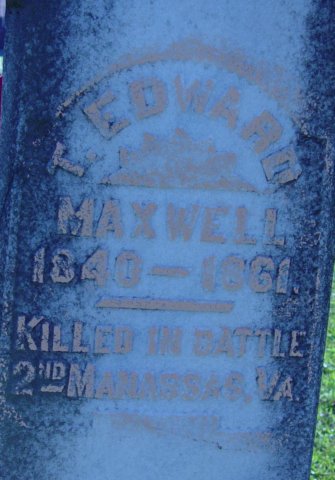 T. EDWARD
MAXWELL
1840–1861.
KILLED IN BATTLE
2ND MANASSAS, VA.